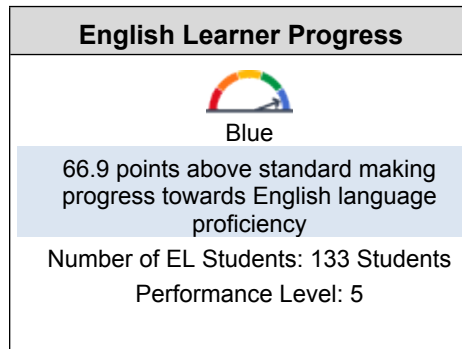 English Learner Progress
Blue
66.9 points above standard making
progress towards English language
proficiency
Number of EL Students: 133 Students
Performance Level: 5